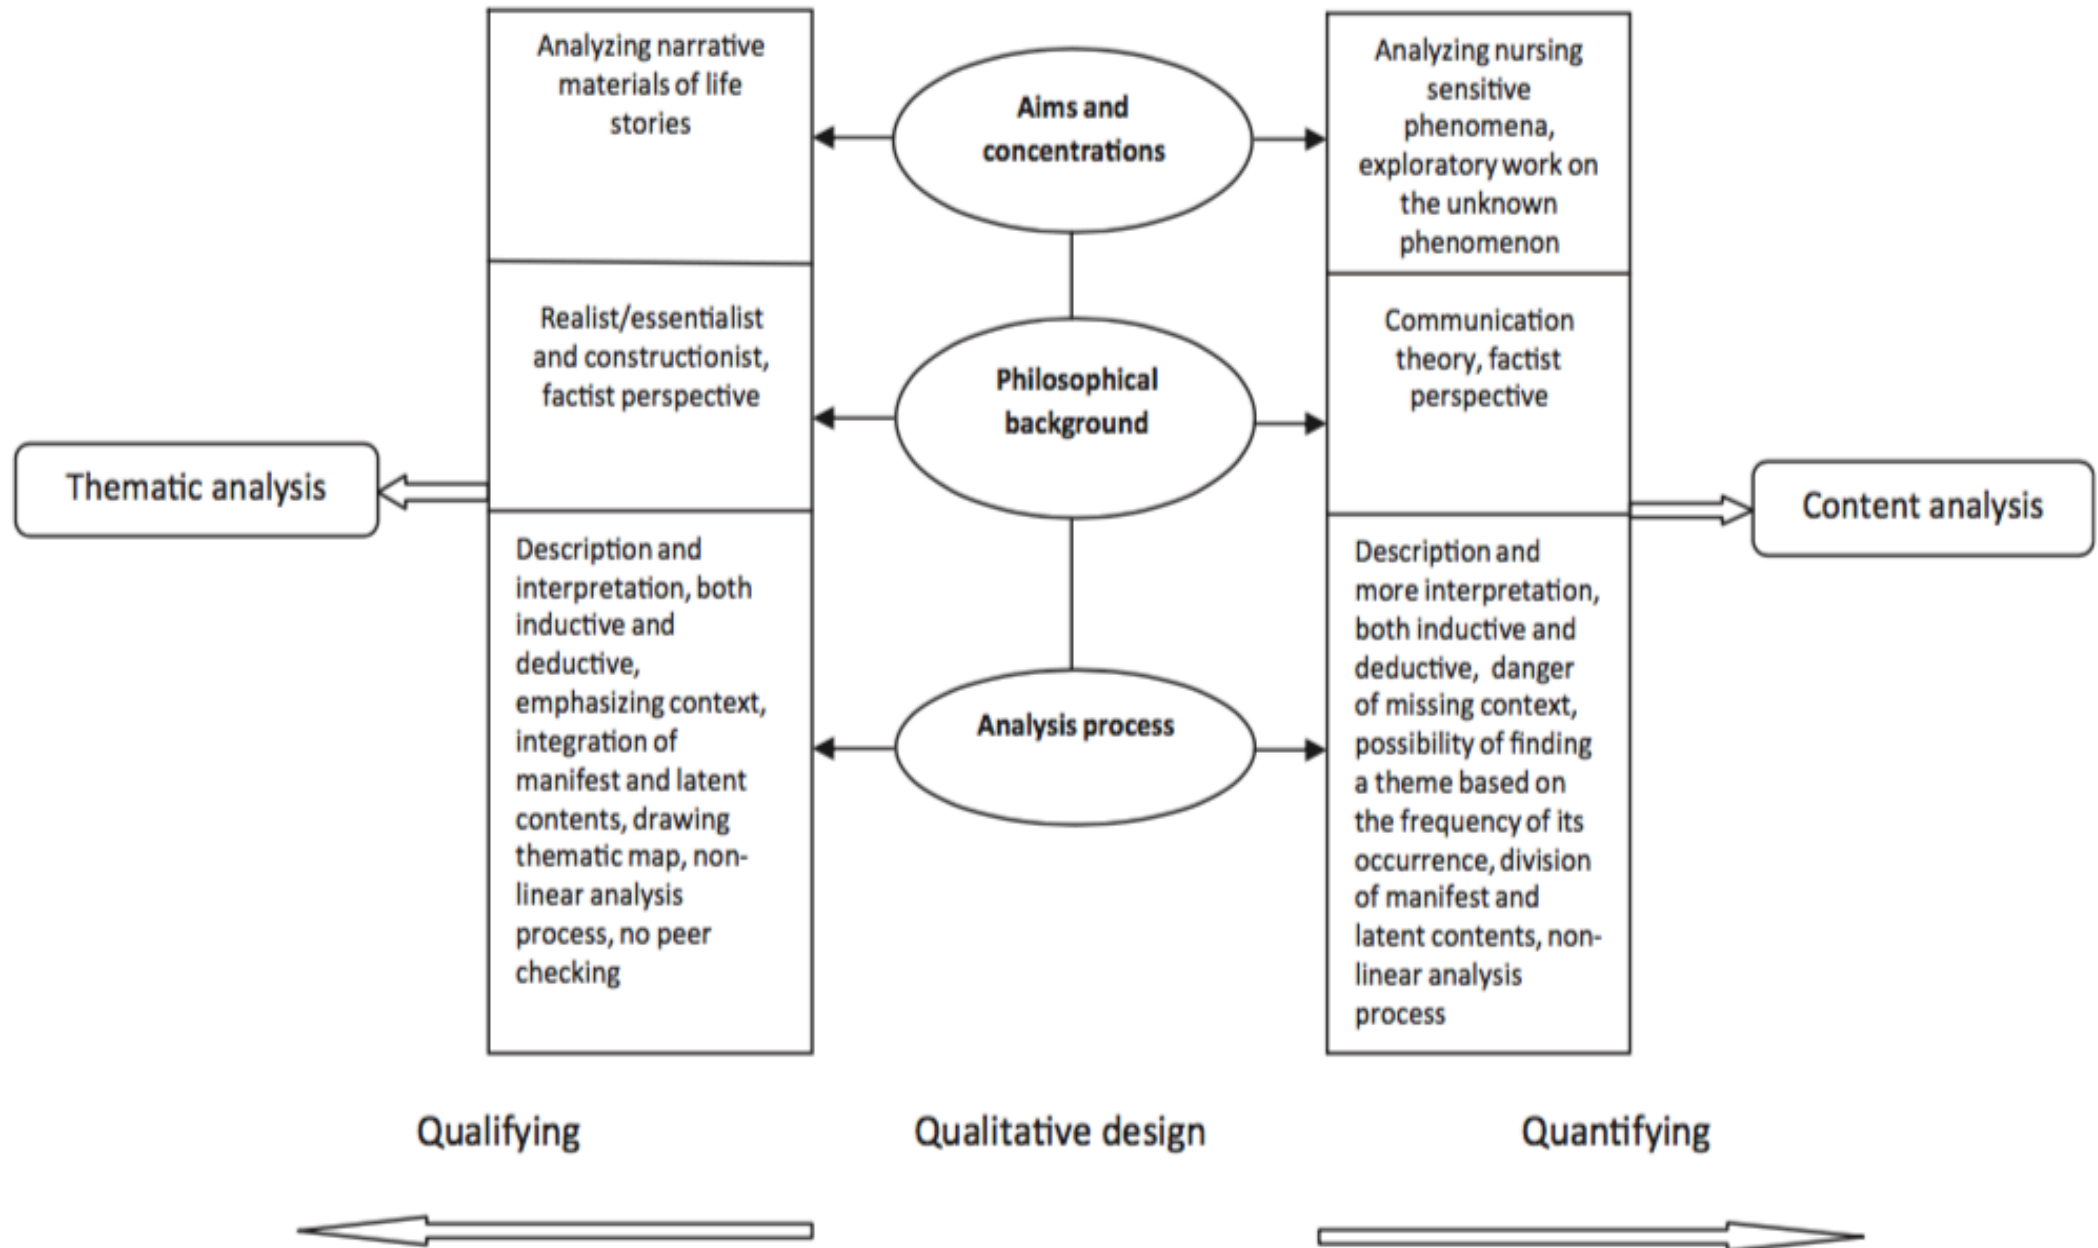 Analyzing narrative
materials of life
stories
Aims and
concentrations
Analyzing nursing
sensitive
phenomena,
exploratory work on
the unknown
phenomenon
Realist/essentialist
and constructionist,
factist perspective
Philosophical
background
Communication
theory, factist
perspective
Thematic analysis
Content analysis
Description and
interpretation, both
inductive and
deductive,
emphasizing context,
integration of
manifest and latent
contents, drawing
thematic map, non-
linear analysis
process, no peer
checking
Analysis process
Description and
more interpretation,
both inductive and
deductive, danger
of missing context,
possibility of finding
a theme based on
the frequency of its
occurrence, division
of manifest and
latent contents, non-
linear analysis
process
Qualifying
Qualitative design
Quantifying